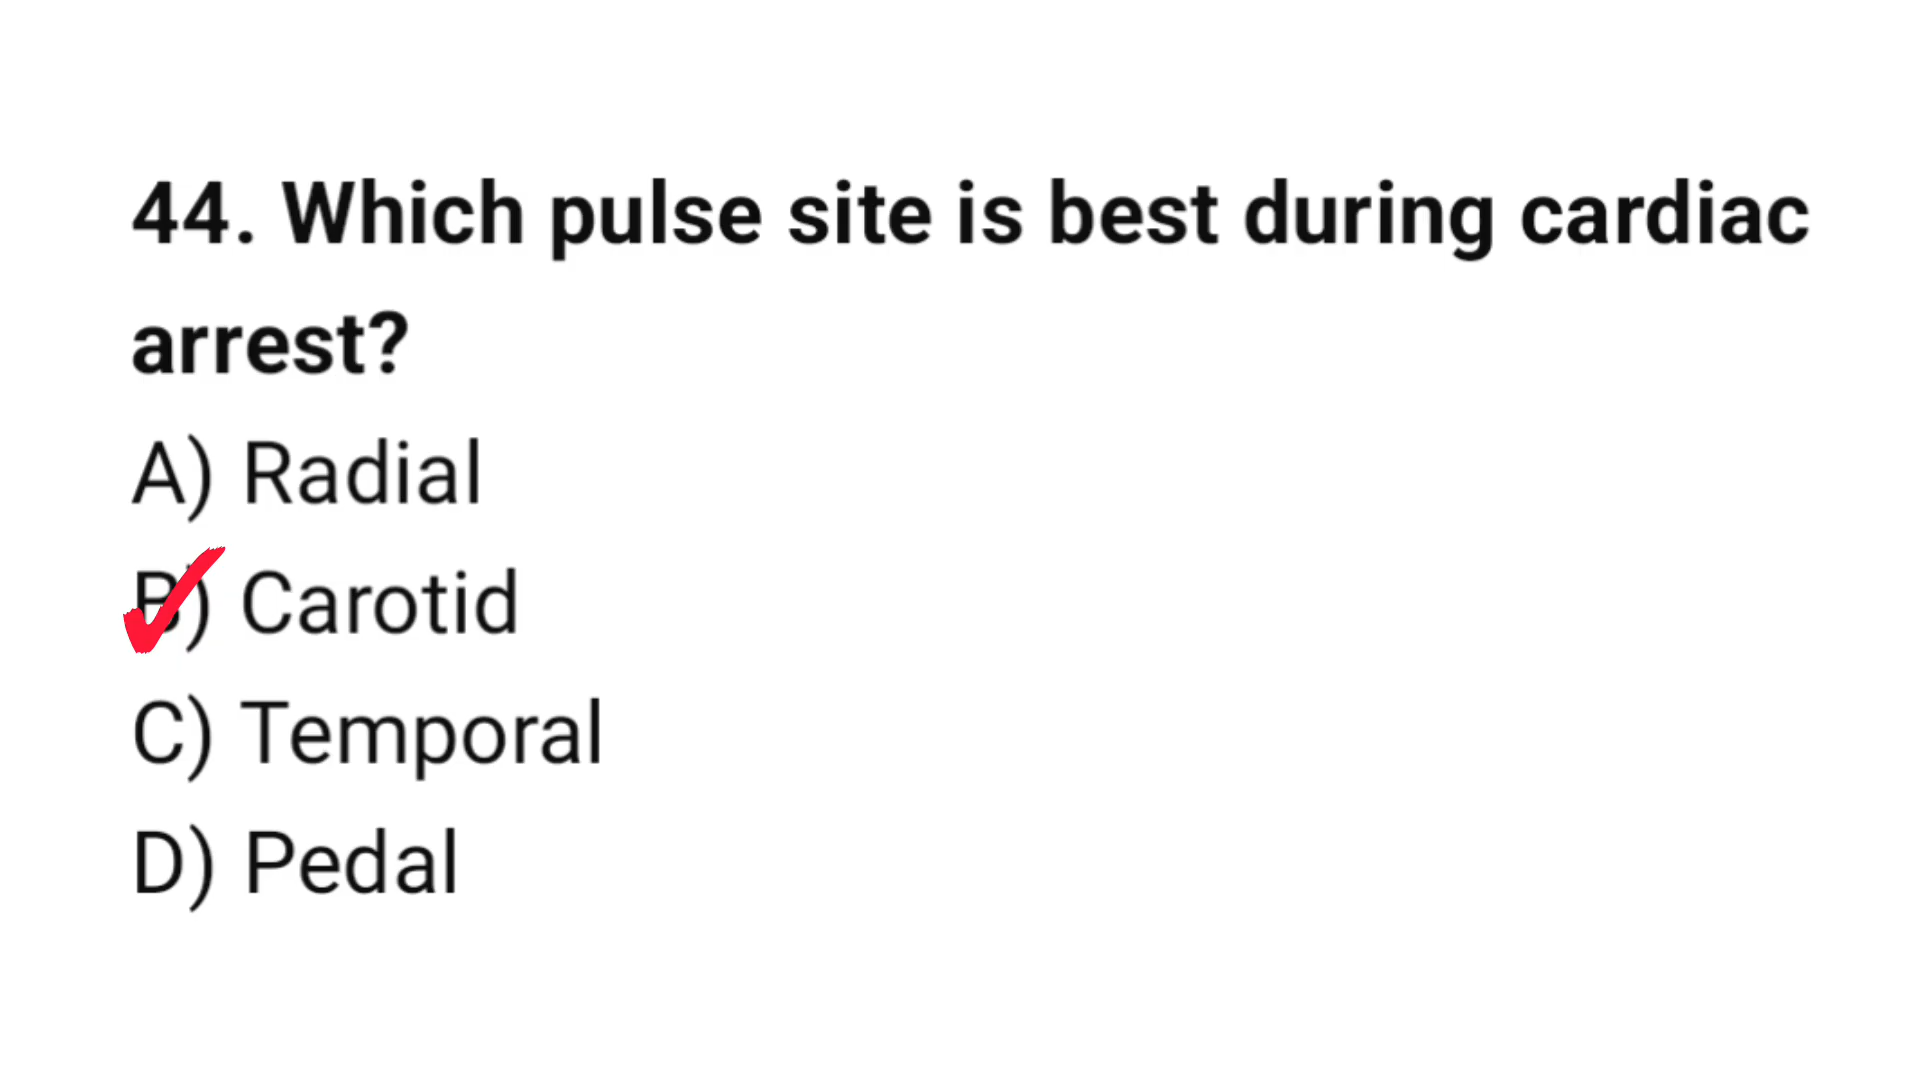 44. Which pulse site is best during cardiac
arrest?
A) Radial
B) Carotid
C) Temporal
D) Pedal